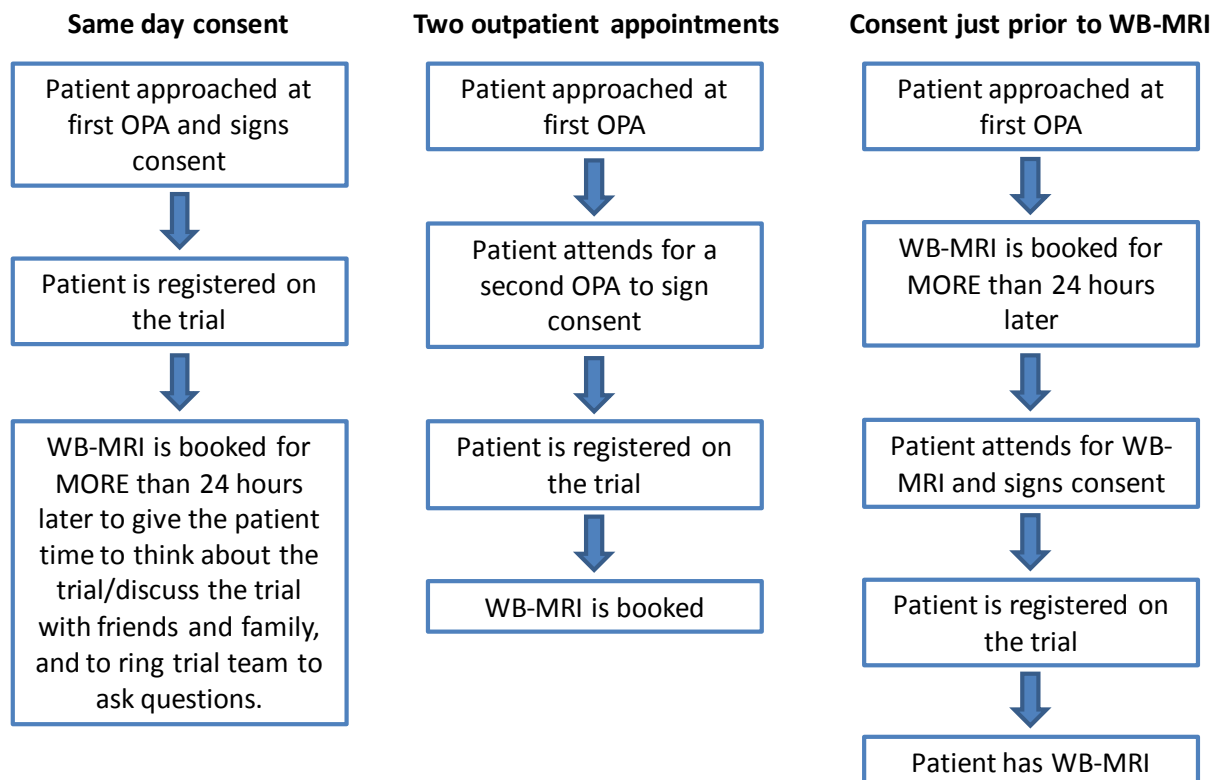 Same day consent
Patient approached at
first OPA and signs
consent
Patient is registered on
the trial
WB-MRI is booked for
MORE than 24 hours
later to give the patient
time to think about the
trial/discuss the trial
with friends and family,
and to ring trial team to
ask questions.
Two outpatient appointments
Patient approached at
first OPA
Patient attends for a
second OPA to sign
consent
Patient is registered on
the trial
WB-MRI is booked
Consent just prior to WB-MRI
Patient approached at
first OPA
WB-MRI is booked for
MORE than 24 hours
later
Patient attends for WB-
MRI and signs consent
Patient is registered on
the trial
Patient has WB-MRI